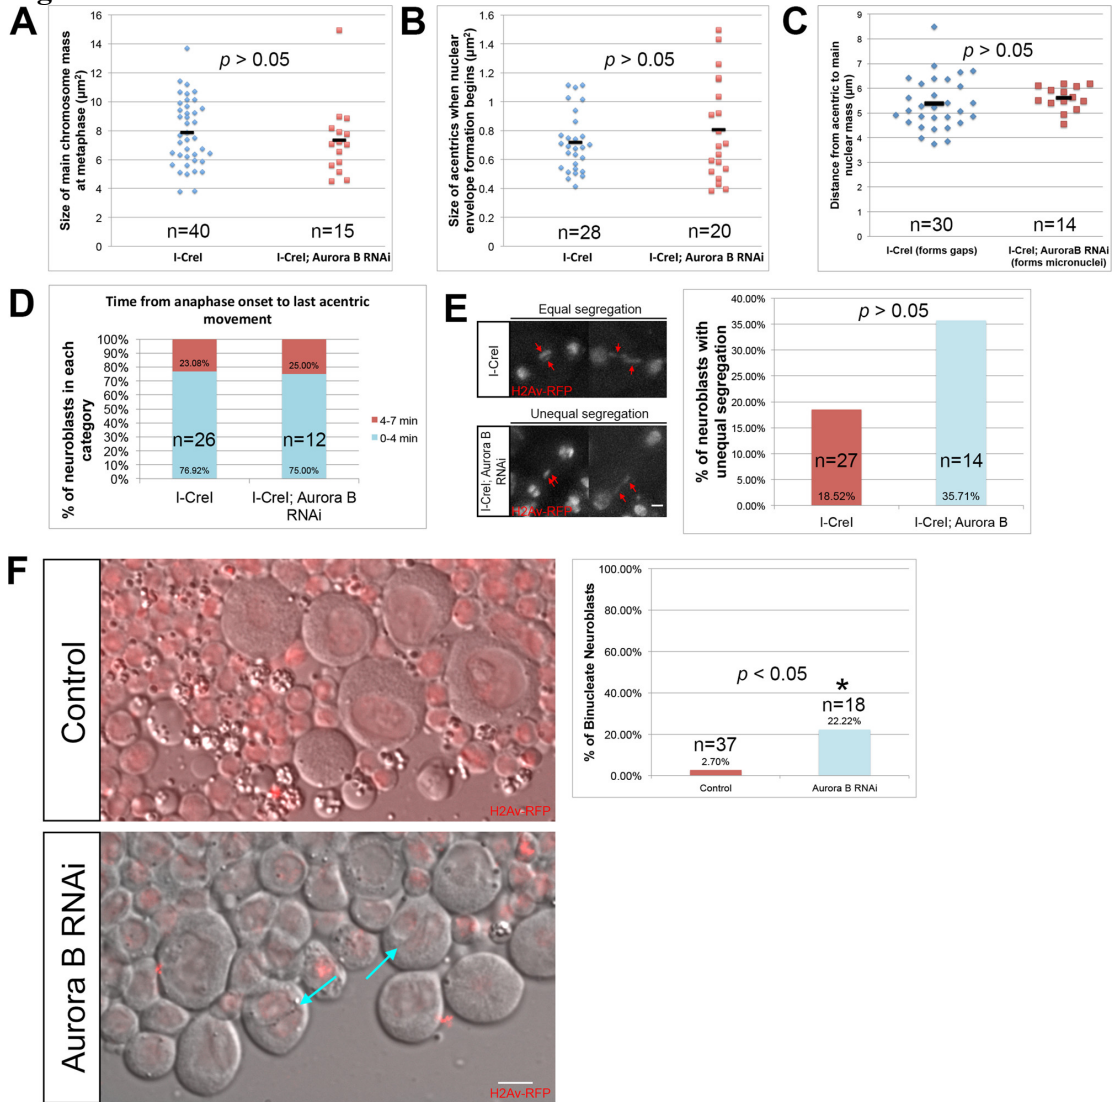 A
Size of main chromosome mass
at metaphase (µm²)
16
14
12
10
8
6
4
2
0
p > 0.05
n=40
n=15
I-CreI
I-CreI; Aurora B RNAi
B
Size of acentrics when nuclear
envelope formation begins (µm²)
1.6
1.4
1.2
1
0.8
0.6
0.4
0.2
0
p > 0.05
n=28
n=20
I-CreI
I-CreI; Aurora B RNAi
C
Distance from acentric to main
nuclear mass (µm)
9
8
7
6
5
4
3
2
1
0
p > 0.05
n=30
n=14
I-CreI (forms gaps)
I-CreI; AuroraB RNAi
(forms micronuclei)
D
Time from anaphase onset to last acentric
movement
% of neuroblasts in each
category
100%
90%
80%
70%
60%
50%
40%
30%
20%
10%
0%
23.08%
25.00%
n=26
n=12
76.92%
75.00%
4-7 min
0-4 min
I-CreI
I-CreI; Aurora B
RNAi
E
Equal segregation
I-CreI
H2Av-RFP
Unequal segregation
I-CreI; Aurora B
RNAi
H2Av-RFP
% of neuroblasts with
unequal segregation
40.00%
35.00%
30.00%
25.00%
20.00%
15.00%
10.00%
5.00%
0.00%
p > 0.05
n=27
n=14
18.52%
35.71%
I-CreI
I-CreI; Aurora B
F
Control
H2Av-RFP
Aurora B RNAi
H2Av-RFP
% of Binucleate Neuroblasts
100.00%
80.00%
60.00%
40.00%
20.00%
0.00%
p < 0.05
*
n=18
22.22%
n=37
2.70%
Control
Aurora B RNAi